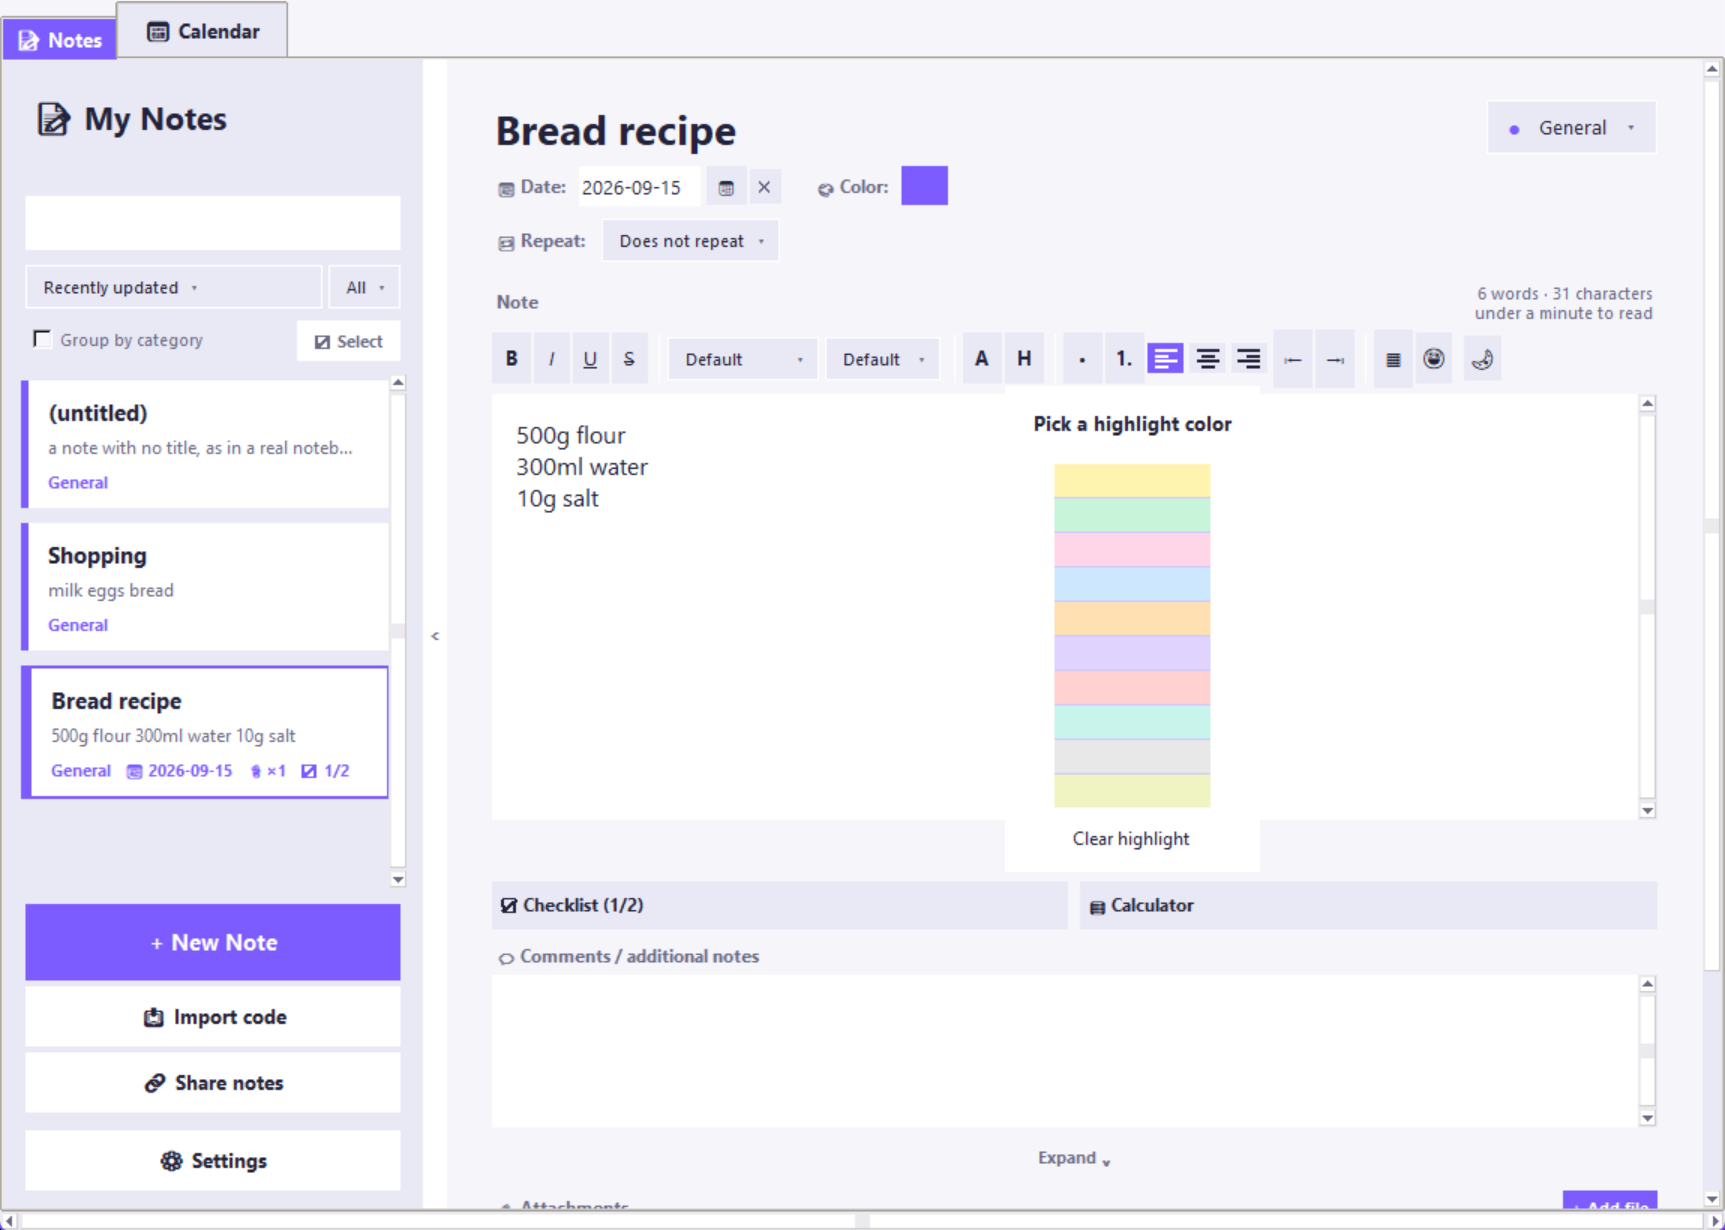 Notes
Calendar
My Notes
Recently updated
All
Group by category
Select
(untitled)
a note with no title, as in a real noteb...
General
Shopping
milk eggs bread
General
Bread recipe
500g flour 300ml water 10g salt
General 2026-09-15 ×1 1/2
+ New Note
Import code
Share notes
Settings
<
Bread recipe
General
Date: 2026-09-15 × Color:
Repeat: Does not repeat
Note
6 words · 31 characters
under a minute to read
B I U S Default Default A H • 1.
500g flour
300ml water
10g salt
Pick a highlight color
Clear highlight
Checklist (1/2)
Calculator
Comments / additional notes
Expand
Attachments
+ Add file